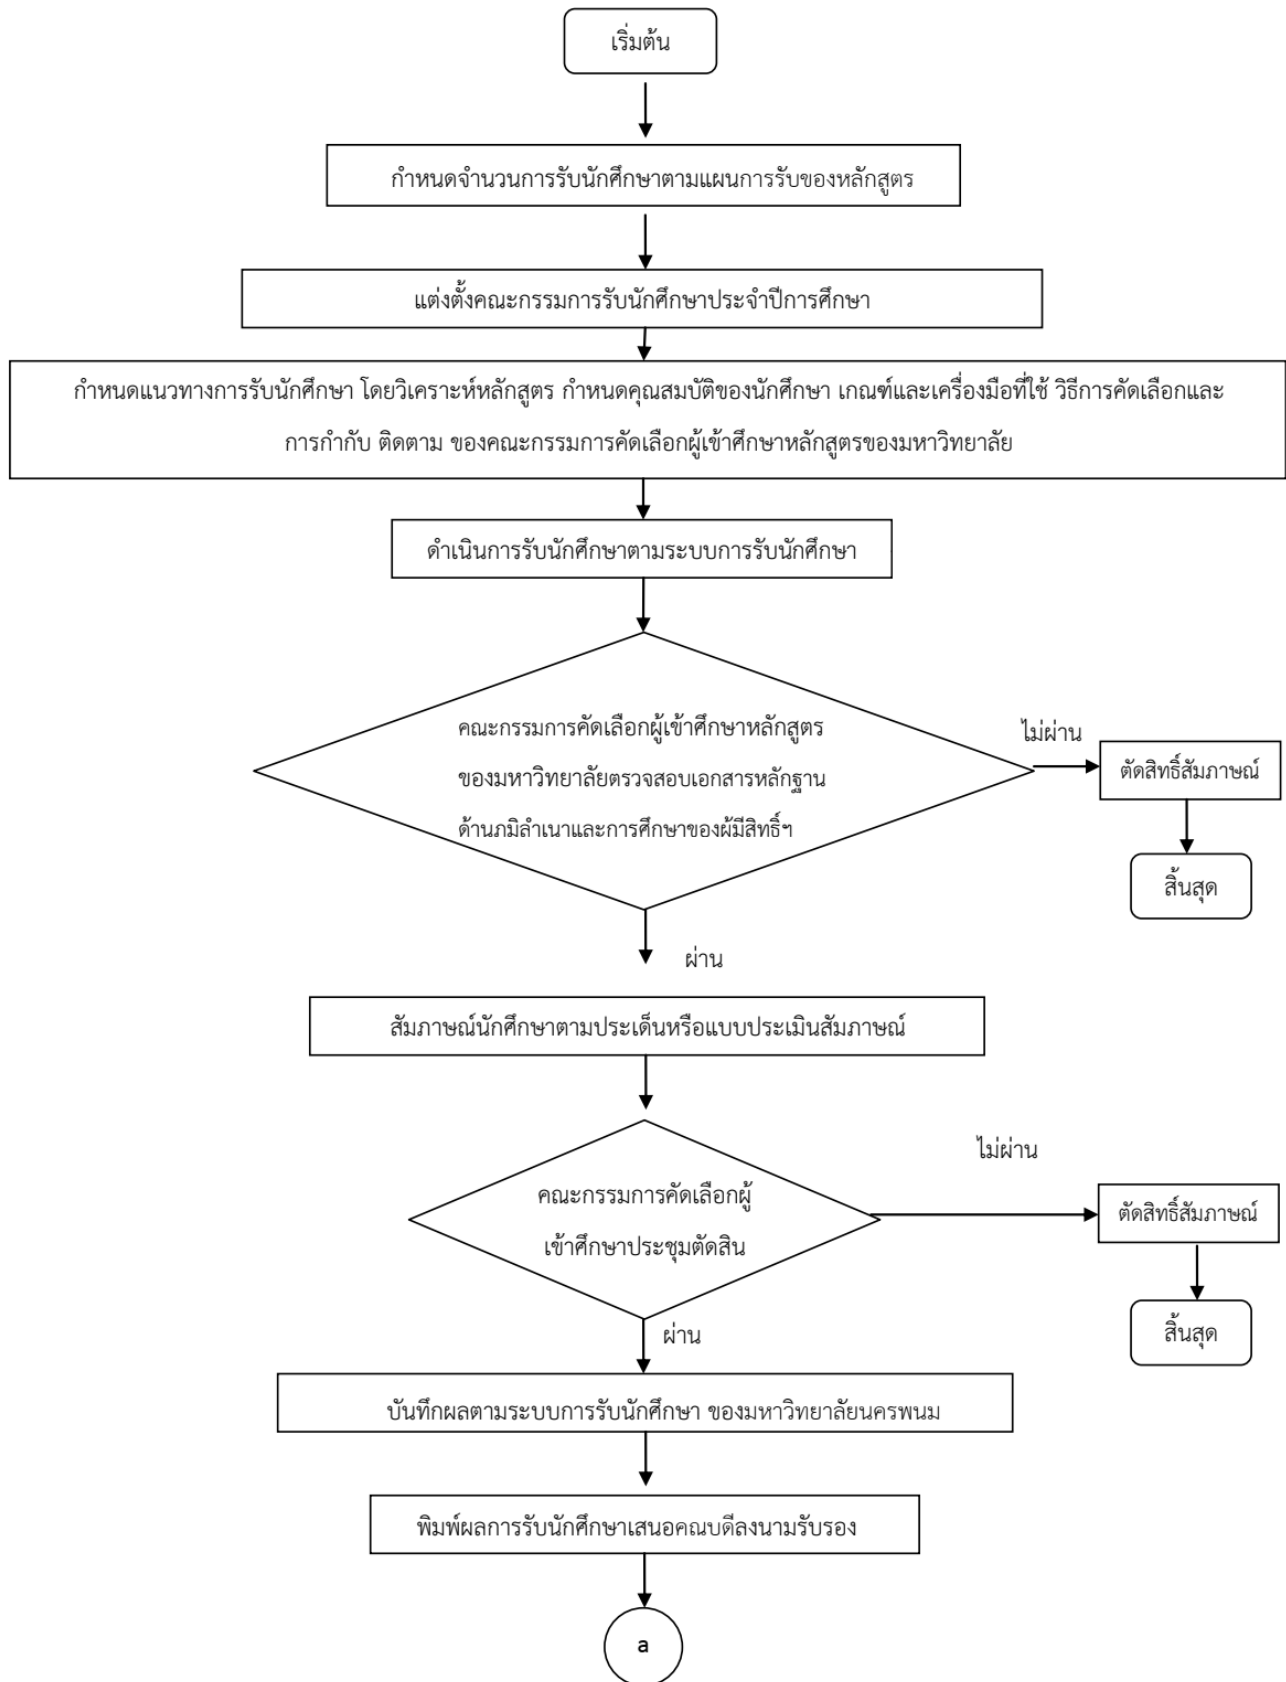 เริ่มต้น
กำหนดจำนวนการรับนักศึกษาตามแผนการรับของหลักสูตร
แต่งตั้งคณะกรรมการรับนักศึกษาประจำปีการศึกษา
กำหนดแนวทางการรับนักศึกษา โดยวิเคราะห์หลักสูตร กำหนดคุณสมบัติของนักศึกษา เกณฑ์และเครื่องมือที่ใช้ วิธีการคัดเลือกและ
การกำกับ ติดตาม ของคณะกรรมการคัดเลือกผู้เข้าศึกษาหลักสูตรของมหาวิทยาลัย
ดำเนินการรับนักศึกษาตามระบบการรับนักศึกษา
คณะกรรมการคัดเลือกผู้เข้าศึกษาหลักสูตร
ของมหาวิทยาลัยตรวจสอบเอกสารหลักฐาน
ด้านภูมิลำเนาและการศึกษาของผู้มีสิทธิ์ฯ
ไม่ผ่าน
ตัดสิทธิ์สัมภาษณ์
สิ้นสุด
ผ่าน
สัมภาษณ์นักศึกษาตามประเด็นหรือแบบประเมินสัมภาษณ์
คณะกรรมการคัดเลือกผู้
เข้าศึกษาประชุมตัดสิน
ไม่ผ่าน
ตัดสิทธิ์สัมภาษณ์
สิ้นสุด
ผ่าน
บันทึกผลตามระบบการรับนักศึกษา ของมหาวิทยาลัยนครพนม
พิมพ์ผลการรับนักศึกษาเสนอคณบดีลงนามรับรอง
a